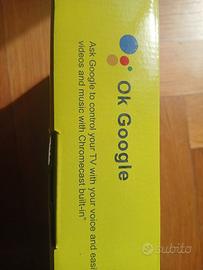 Ok Google
Ask Google to control your TV with your voice and eas
videos and music with Chromecast built-in*
subito